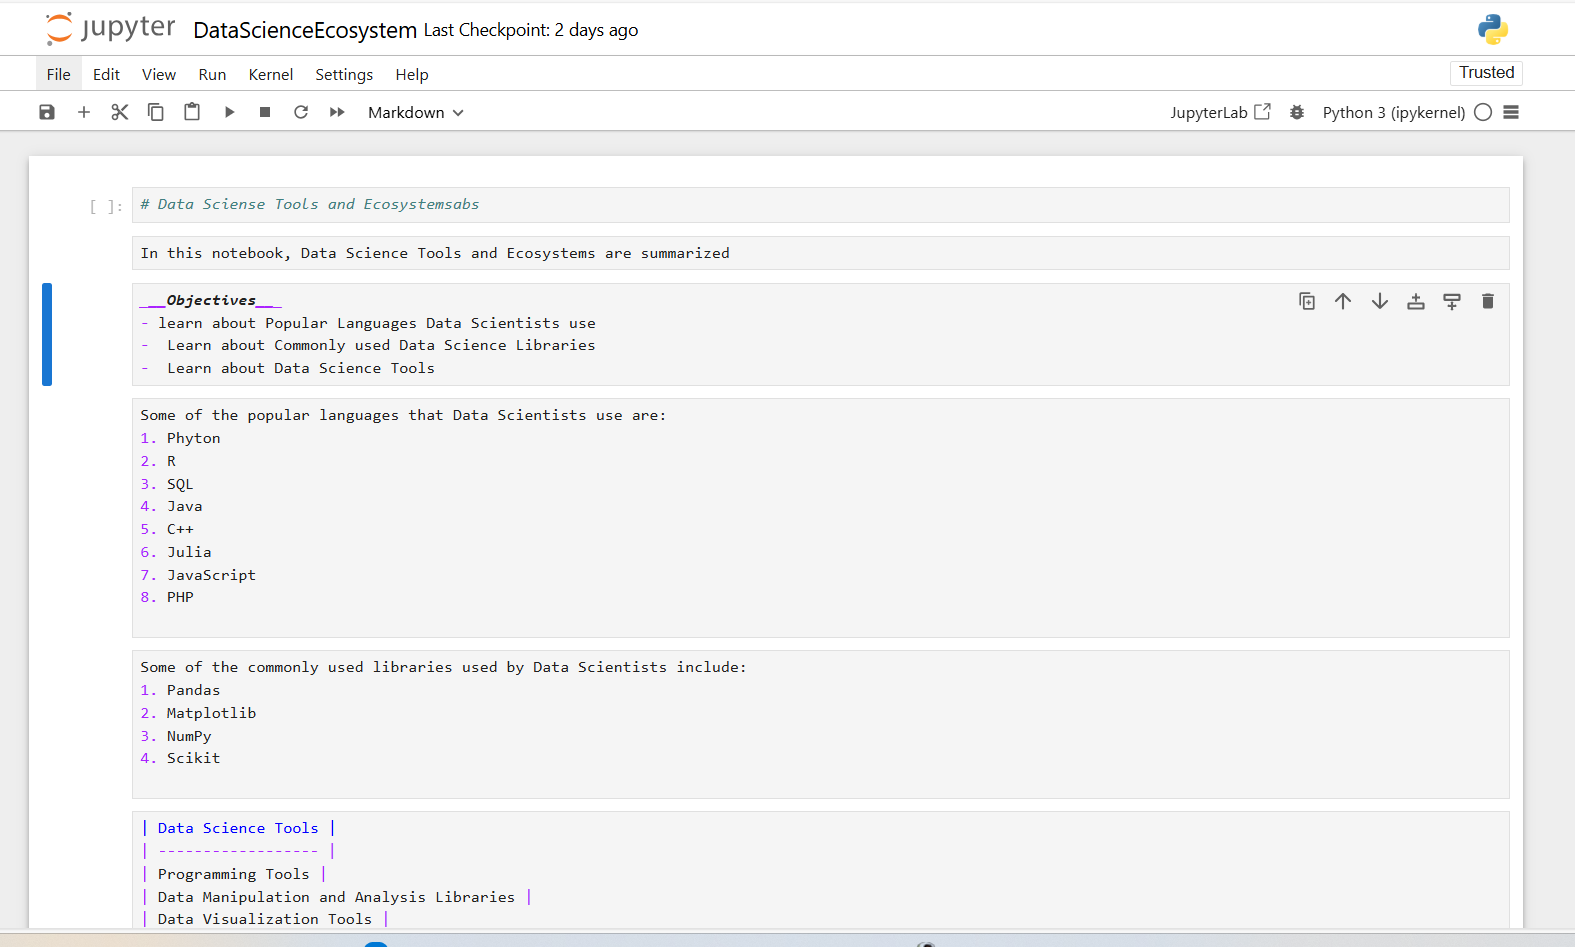 jupyter DataScienceEcosystem Last Checkpoint: 2 days ago
File Edit View Run Kernel Settings Help Trusted
Markdown JupyterLab Python 3 (ipykernel)
[ ]: # Data Sciense Tools and Ecosystemsabs
In this notebook, Data Science Tools and Ecosystems are summarized
___Objectives___
- learn about Popular Languages Data Scientists use
-  Learn about Commonly used Data Science Libraries
-  Learn about Data Science Tools
Some of the popular languages that Data Scientists use are:
1. Phyton
2. R
3. SQL
4. Java
5. C++
6. Julia
7. JavaScript
8. PHP
Some of the commonly used libraries used by Data Scientists include:
1. Pandas
2. Matplotlib
3. NumPy
4. Scikit
| Data Science Tools |
| ------------------ |
| Programming Tools |
| Data Manipulation and Analysis Libraries |
| Data Visualization Tools |